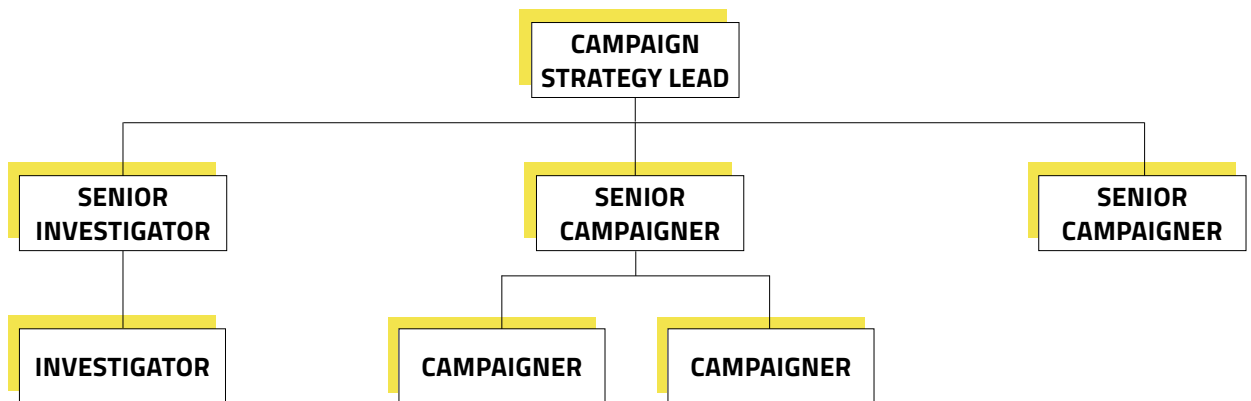 CAMPAIGN
STRATEGY LEAD
SENIOR
INVESTIGATOR
SENIOR
CAMPAIGNER
SENIOR
CAMPAIGNER
INVESTIGATOR
CAMPAIGNER
CAMPAIGNER